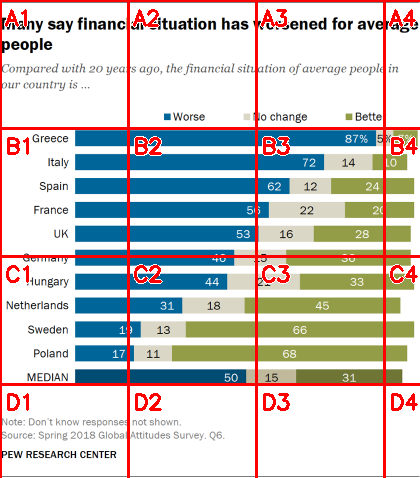 A1 A2 A3 A4
Many say financial situation has worsened for average
people
Compared with 20 years ago, the financial situation of average people in
our country is ...
Worse No change Better
B1 B2 B3 B4
Greece 87% 5%
Italy 72 14 10
Spain 62 12 24
France 56 22 20
UK 53 16 28
Germany 46 15 36
C1 C2 C3 C4
Hungary 44 21 33
Netherlands 31 18 45
Sweden 19 13 66
Poland 17 11 68
MEDIAN 50 15 31
D1 D2 D3 D4
Note: Don't know responses not shown.
Source: Spring 2018 Global Attitudes Survey. Q6.
PEW RESEARCH CENTER